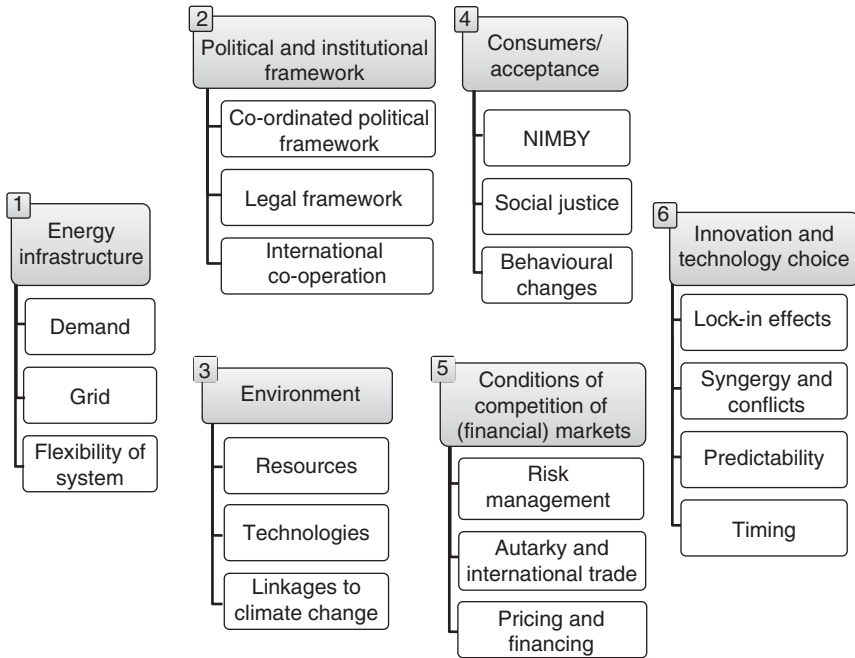 1
Energy
infrastructure
Demand
Grid
Flexibility of
system
2
Political and institutional
framework
Co-ordinated political
framework
Legal framework
International
co-operation
3
Environment
Resources
Technologies
Linkages to
climate change
4
Consumers/
acceptance
NIMBY
Social justice
Behavioural
changes
5
Conditions of
competition of
(financial) markets
Risk
management
Autarky and
international trade
Pricing and
financing
6
Innovation and
technology choice
Lock-in effects
Syngergy and
conflicts
Predictability
Timing